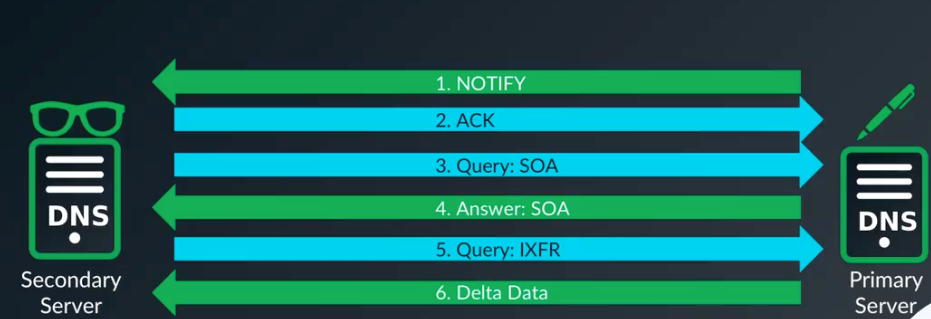 1. NOTIFY
2. ACK
3. Query: SOA
4. Answer: SOA
5. Query: IXFR
6. Delta Data
DNS
Secondary
Server
DNS
Primary
Server